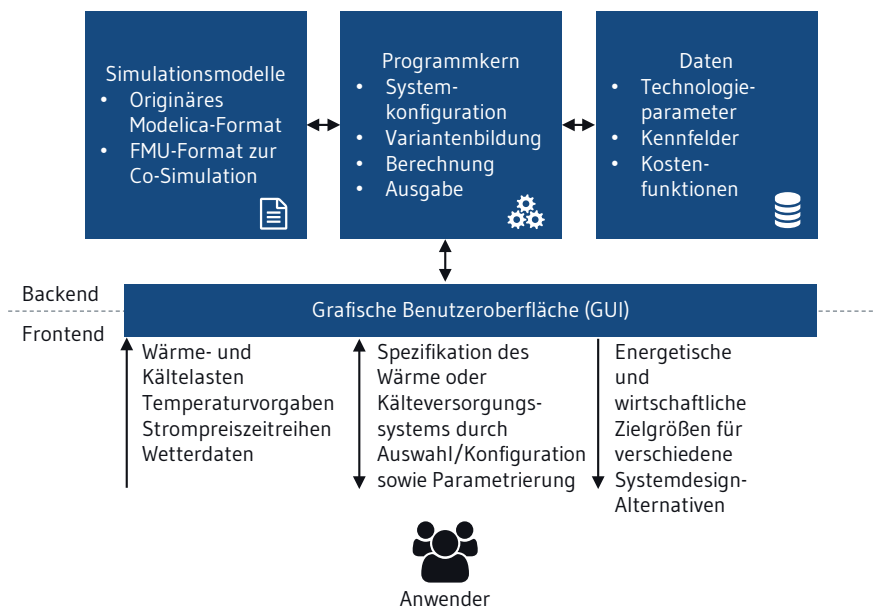 Simulationsmodelle
• Originäres
Modelica-Format
• FMU-Format zur
Co-Simulation
Programmkern
• System-
konfiguration
• Variantenbildung
• Berechnung
• Ausgabe
Daten
• Technologie-
parameter
• Kennfelder
• Kosten-
funktionen
Backend
Grafische Benutzeroberfläche (GUI)
Frontend
Wärme- und
Kältelasten
Temperaturvorgaben
Strompreiszeitreihen
Wetterdaten
Spezifikation des
Wärme oder
Kälteversorgungs-
systems durch
Auswahl/Konfiguration
sowie Parametrierung
Energetische
und
wirtschaftliche
Zielgrößen für
verschiedene
Systemdesign-
Alternativen
Anwender